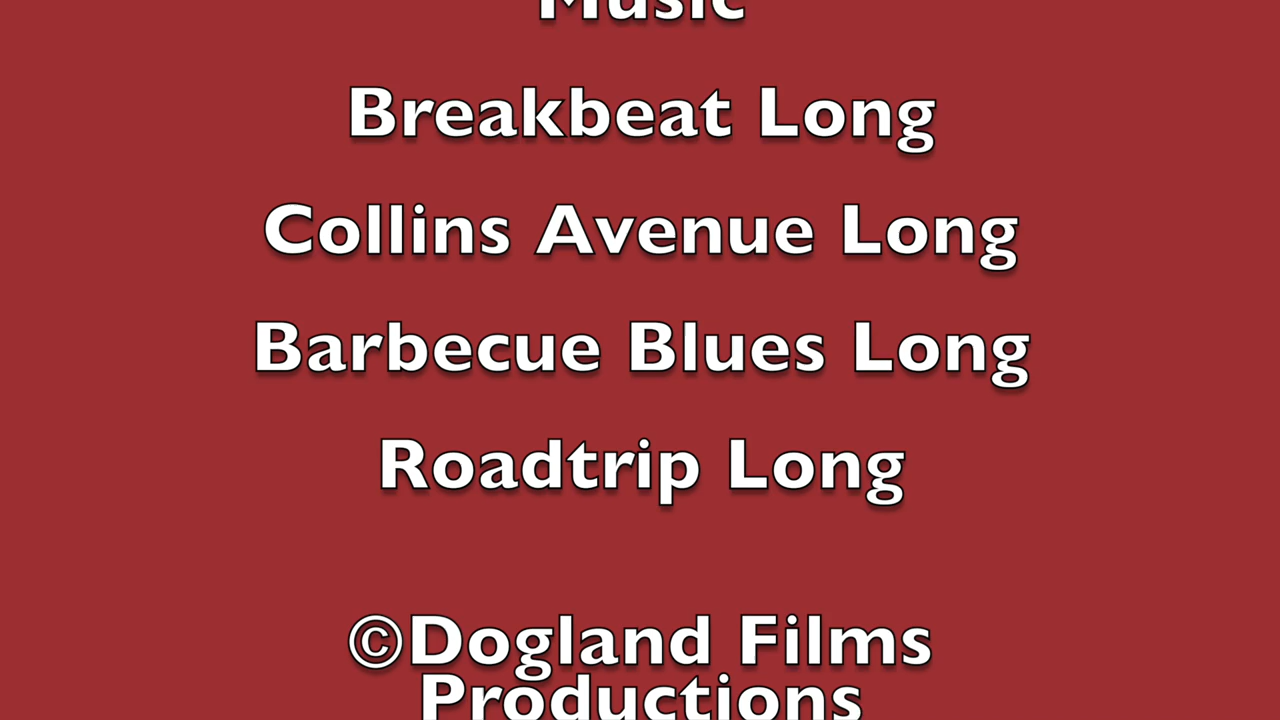 Music
Breakbeat Long
Collins Avenue Long
Barbecue Blues Long
Roadtrip Long
©Dogland Films
Productions